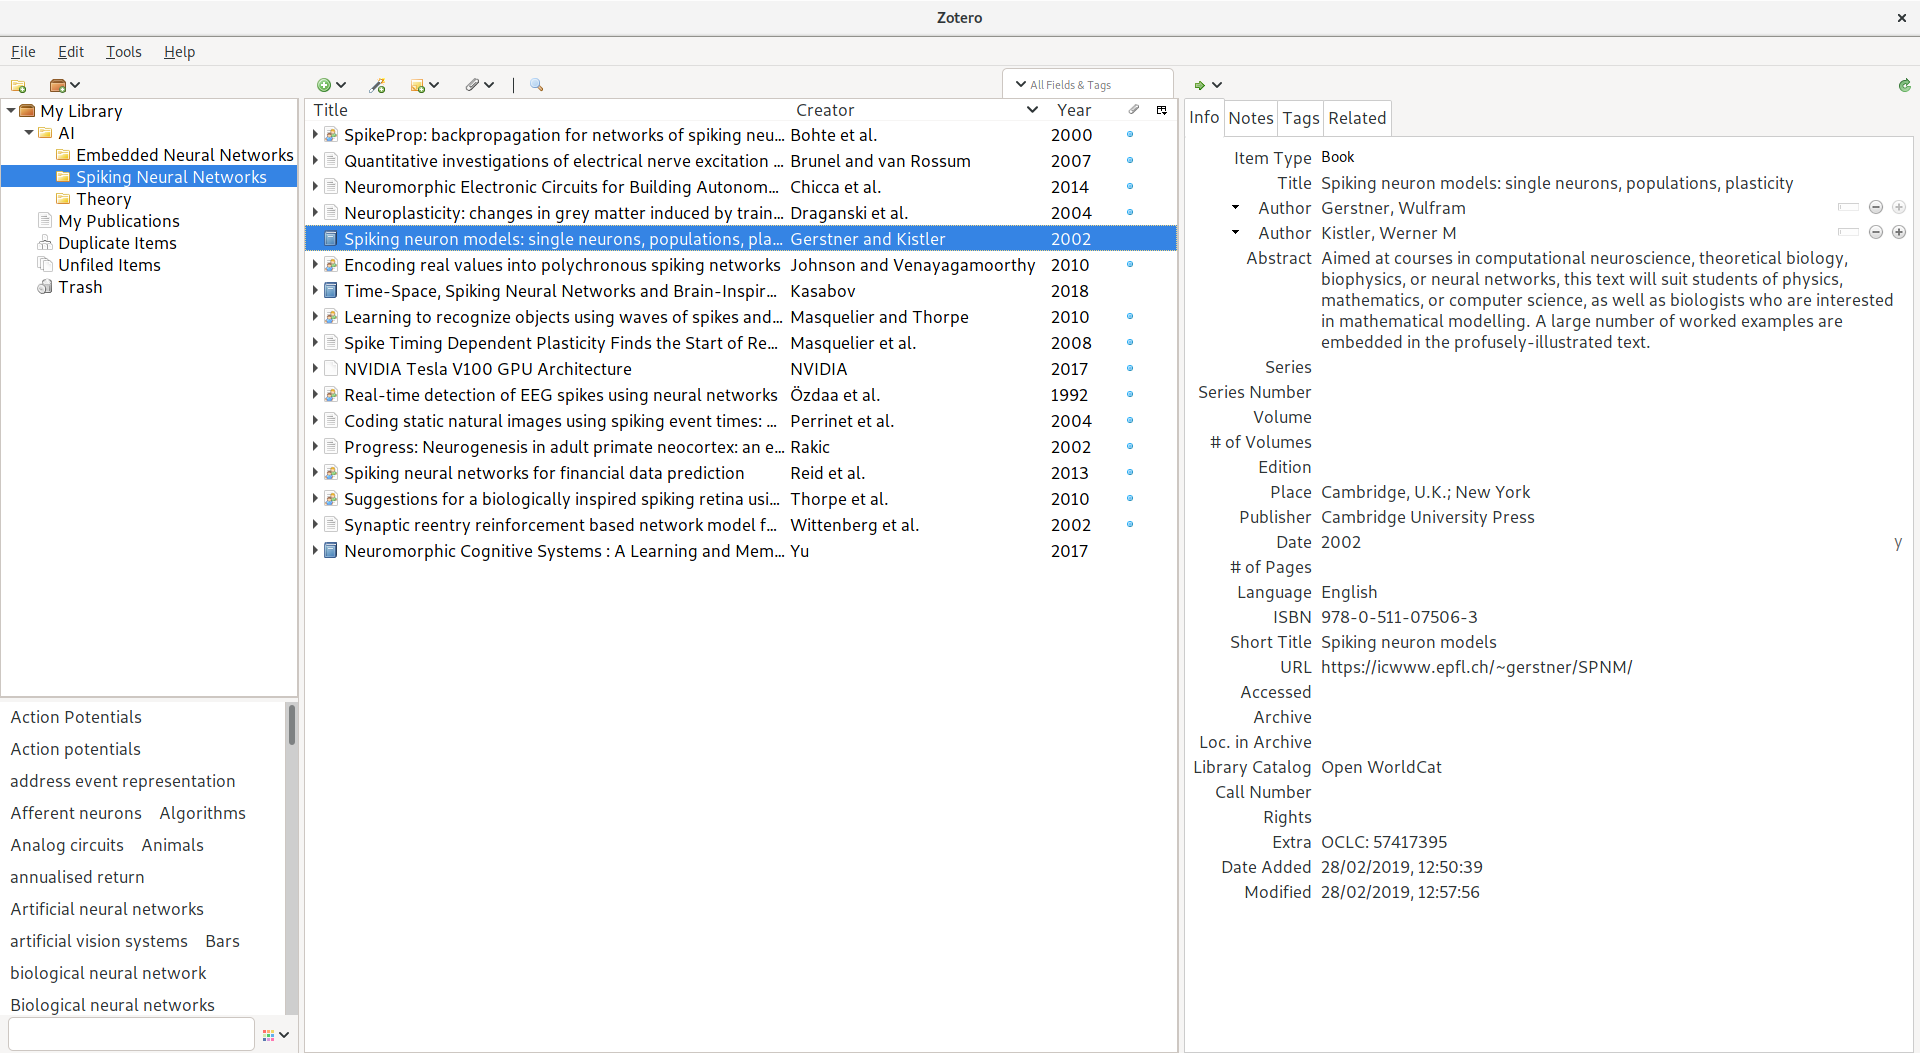 Zotero
File Edit Tools Help
All Fields & Tags
My Library
AI
Embedded Neural Networks
Spiking Neural Networks
Theory
My Publications
Duplicate Items
Unfiled Items
Trash
Action Potentials
Action potentials
address event representation
Afferent neurons Algorithms
Analog circuits Animals
annualised return
Artificial neural networks
artificial vision systems Bars
biological neural network
Biological neural networks
Title Creator Year
SpikeProp: backpropagation for networks of spiking neu... Bohte et al. 2000
Quantitative investigations of electrical nerve excitation ... Brunel and van Rossum 2007
Neuromorphic Electronic Circuits for Building Autonom... Chicca et al. 2014
Neuroplasticity: changes in grey matter induced by train... Draganski et al. 2004
Spiking neuron models: single neurons, populations, pla... Gerstner and Kistler 2002
Encoding real values into polychronous spiking networks Johnson and Venayagamoorthy 2010
Time-Space, Spiking Neural Networks and Brain-Inspir... Kasabov 2018
Learning to recognize objects using waves of spikes and... Masquelier and Thorpe 2010
Spike Timing Dependent Plasticity Finds the Start of Re... Masquelier et al. 2008
NVIDIA Tesla V100 GPU Architecture NVIDIA 2017
Real-time detection of EEG spikes using neural networks Özdaa et al. 1992
Coding static natural images using spiking event times: ... Perrinet et al. 2004
Progress: Neurogenesis in adult primate neocortex: an e... Rakic 2002
Spiking neural networks for financial data prediction Reid et al. 2013
Suggestions for a biologically inspired spiking retina usi... Thorpe et al. 2010
Synaptic reentry reinforcement based network model f... Wittenberg et al. 2002
Neuromorphic Cognitive Systems : A Learning and Mem... Yu 2017
Info Notes Tags Related
Item Type Book
Title Spiking neuron models: single neurons, populations, plasticity
Author Gerstner, Wulfram
Author Kistler, Werner M
Abstract Aimed at courses in computational neuroscience, theoretical biology,
biophysics, or neural networks, this text will suit students of physics,
mathematics, or computer science, as well as biologists who are interested
in mathematical modelling. A large number of worked examples are
embedded in the profusely-illustrated text.
Series
Series Number
Volume
# of Volumes
Edition
Place Cambridge, U.K.; New York
Publisher Cambridge University Press
Date 2002 y
# of Pages
Language English
ISBN 978-0-511-07506-3
Short Title Spiking neuron models
URL https://icwww.epfl.ch/~gerstner/SPNM/
Accessed
Archive
Loc. in Archive
Library Catalog Open WorldCat
Call Number
Rights
Extra OCLC: 57417395
Date Added 28/02/2019, 12:50:39
Modified 28/02/2019, 12:57:56